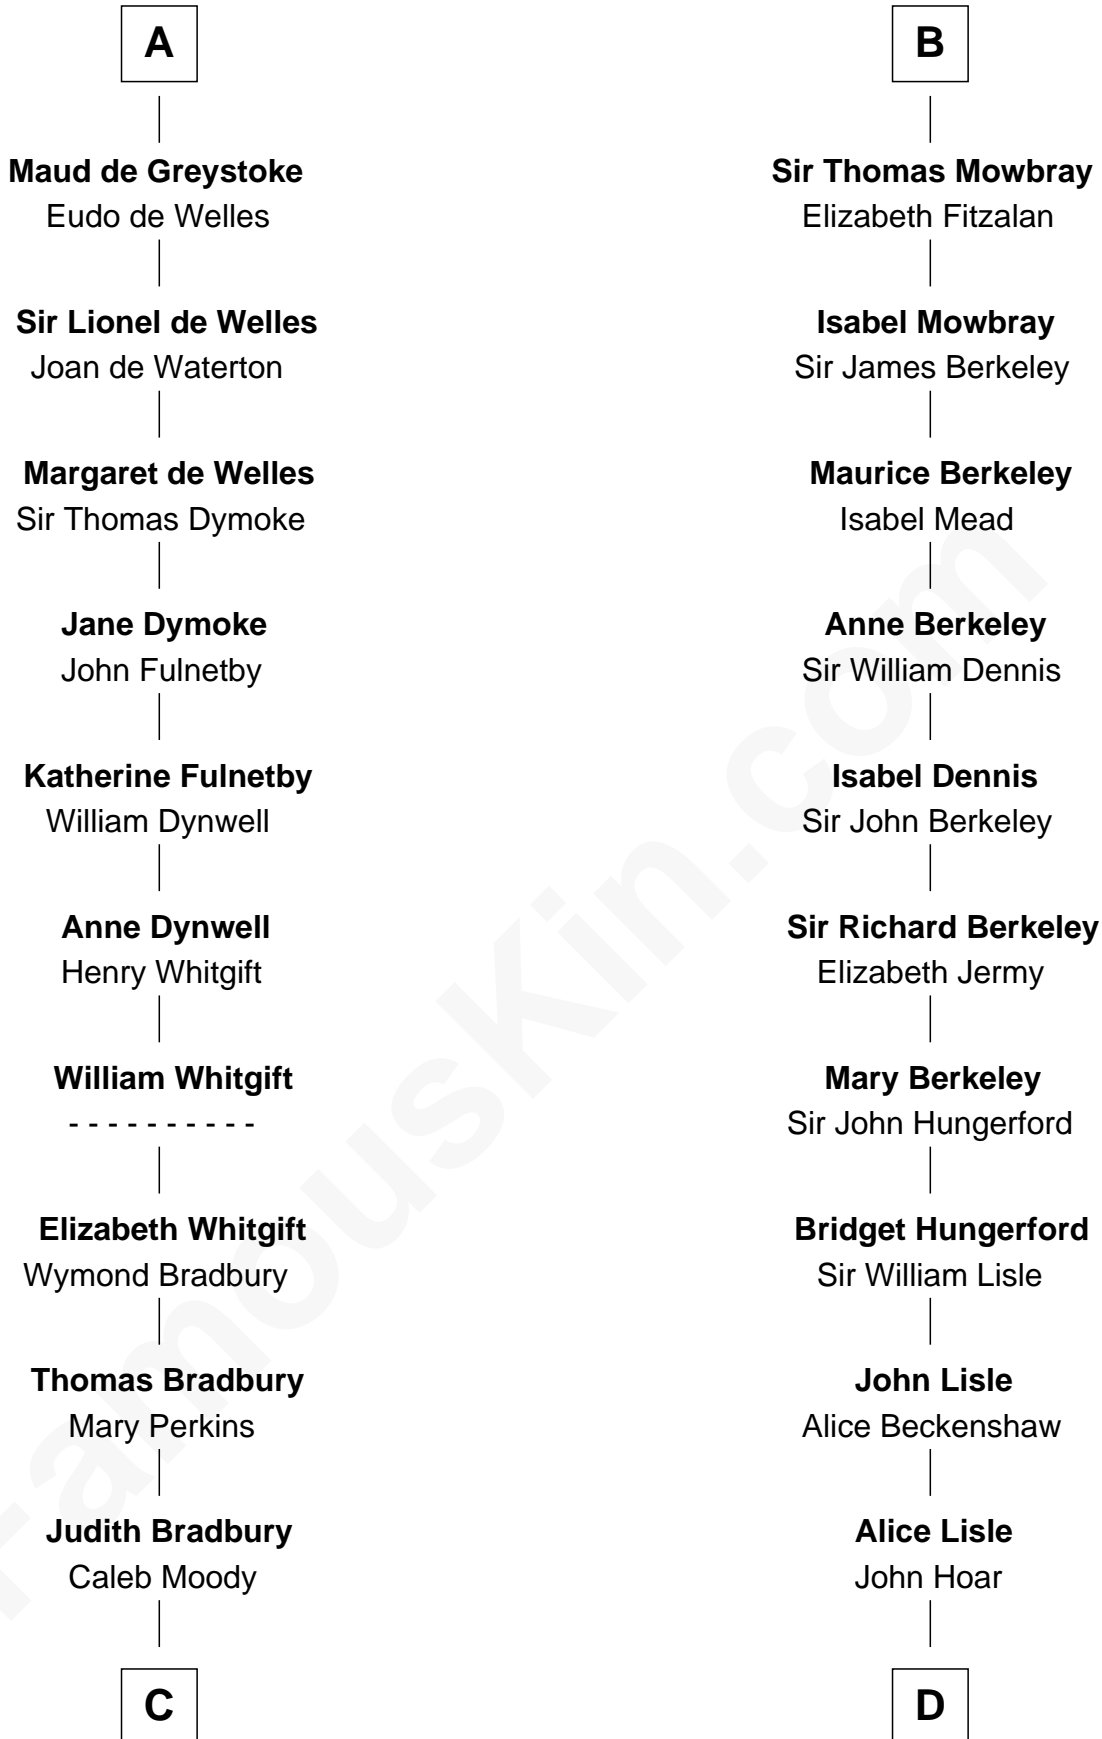 A
Maud de Greystoke
Eudo de Welles
Sir Lionel de Welles
Joan de Waterton
Margaret de Welles
Sir Thomas Dymoke
Jane Dymoke
John Fulnetby
Katherine Fulnetby
William Dynwell
Anne Dynwell
Henry Whitgift
William Whitgift
- - - - - - - - - -
Elizabeth Whitgift
Wymond Bradbury
Thomas Bradbury
Mary Perkins
Judith Bradbury
Caleb Moody
C
B
Sir Thomas Mowbray
Elizabeth Fitzalan
Isabel Mowbray
Sir James Berkeley
Maurice Berkeley
Isabel Mead
Anne Berkeley
Sir William Dennis
Isabel Dennis
Sir John Berkeley
Sir Richard Berkeley
Elizabeth Jermy
Mary Berkeley
Sir John Hungerford
Bridget Hungerford
Sir William Lisle
John Lisle
Alice Beckenshaw
Alice Lisle
John Hoar
D
FamousKin.com